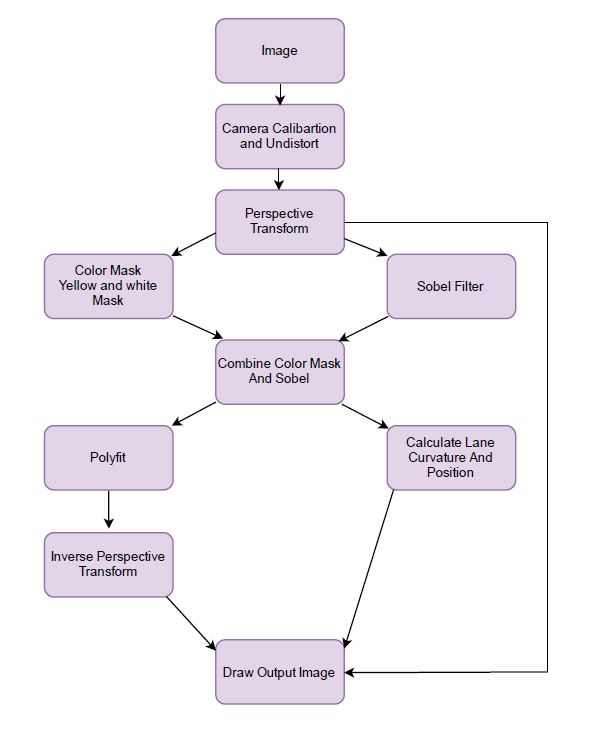 Image
Camera Calibartion
and Undistort
Perspective
Transform
Color Mask
Yellow and white
Mask
Sobel Filter
Combine Color Mask
And Sobel
Polyfit
Calculate Lane
Curvature And
Position
Inverse Perspective
Transform
Draw Output Image